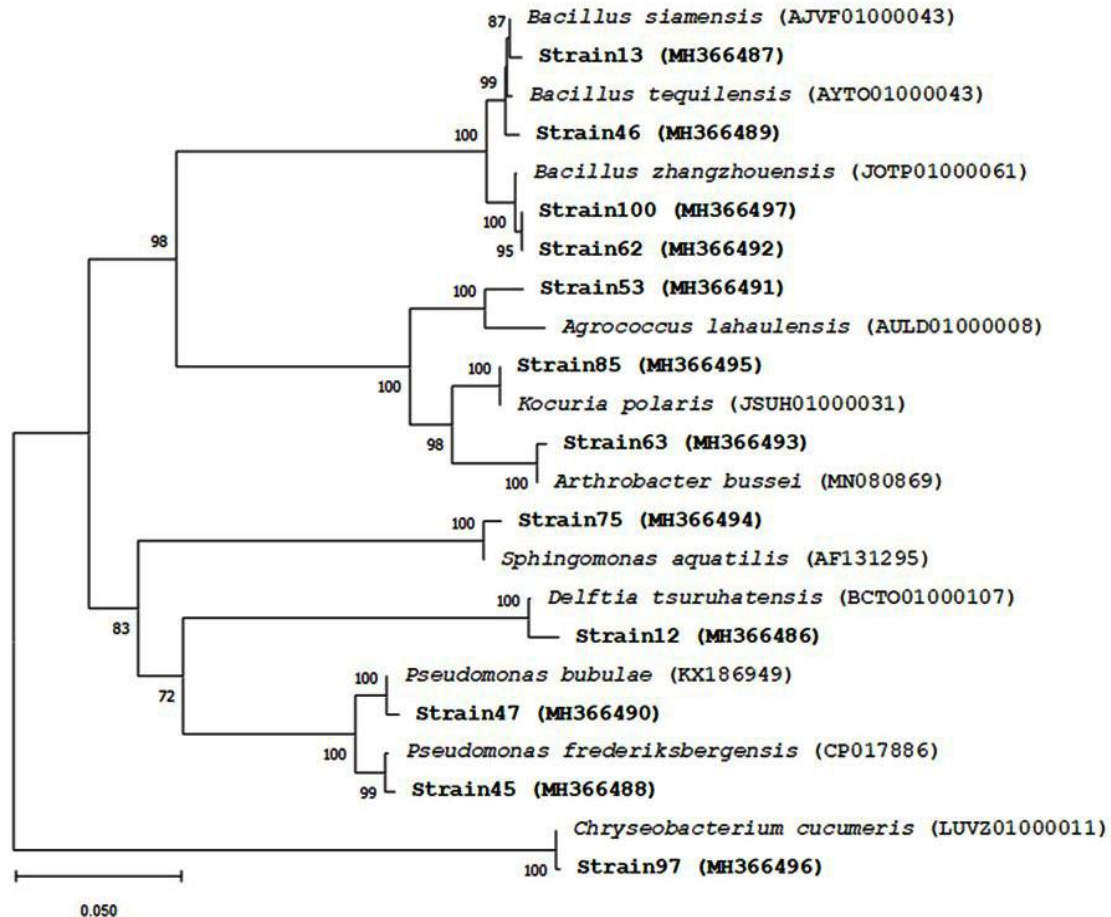 87
Bacillus siamensis (AJVF01000043)
Strain13 (MH366487)
99
Bacillus tequilensis (AYTO01000043)
100
Strain46 (MH366489)
Bacillus zhangzhouensis (JOTP01000061)
100
Strain100 (MH366497)
98
95
Strain62 (MH366492)
100
Strain53 (MH366491)
Agrococcus lahaulensis (AULD01000008)
100
100
Strain85 (MH366495)
Kocuria polaris (JSUH01000031)
98
Strain63 (MH366493)
100
Arthrobacter bussei (MN080869)
100
Strain75 (MH366494)
Sphingomonas aquatilis (AF131295)
83
100
Delftia tsuruhatensis (BCTO01000107)
Strain12 (MH366486)
72
100
Pseudomonas bubulae (KX186949)
Strain47 (MH366490)
100
Pseudomonas frederiksbergensis (CP017886)
99
Strain45 (MH366488)
Chryseobacterium cucumeris (LUVZ01000011)
100
Strain97 (MH366496)
0.050